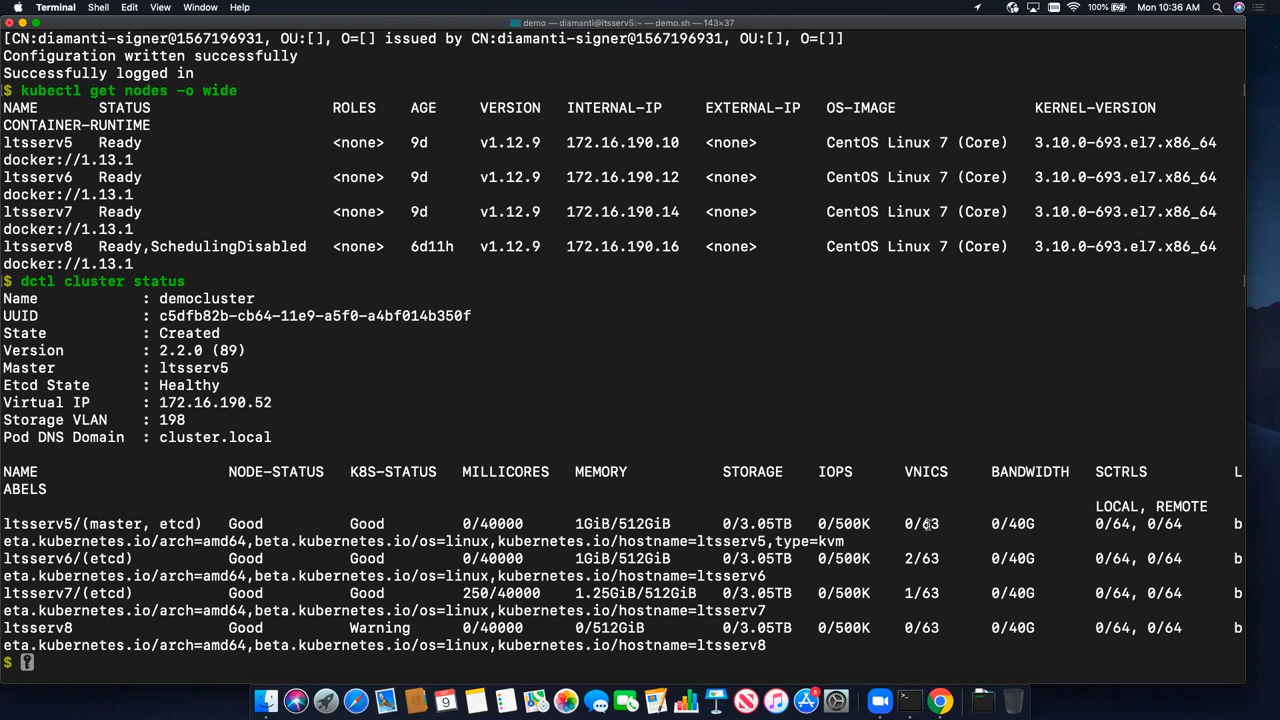 Terminal Shell Edit View Window Help 100% Mon 10:36 AM
demo — diamanti@ltsserv5:~ — demo.sh — 143×37
[CN:diamanti-signer@1567196931, OU:[], O=[] issued by CN:diamanti-signer@1567196931, OU:[], O=[]]
Configuration written successfully
Successfully logged in
$ kubectl get nodes -o wide
NAME STATUS ROLES AGE VERSION INTERNAL-IP EXTERNAL-IP OS-IMAGE KERNEL-VERSION
CONTAINER-RUNTIME
ltsserv5 Ready <none> 9d v1.12.9 172.16.190.10 <none> CentOS Linux 7 (Core) 3.10.0-693.el7.x86_64
docker://1.13.1
ltsserv6 Ready <none> 9d v1.12.9 172.16.190.12 <none> CentOS Linux 7 (Core) 3.10.0-693.el7.x86_64
docker://1.13.1
ltsserv7 Ready <none> 9d v1.12.9 172.16.190.14 <none> CentOS Linux 7 (Core) 3.10.0-693.el7.x86_64
docker://1.13.1
ltsserv8 Ready,SchedulingDisabled <none> 6d11h v1.12.9 172.16.190.16 <none> CentOS Linux 7 (Core) 3.10.0-693.el7.x86_64
docker://1.13.1
$ dctl cluster status
Name : democluster
UUID : c5dfb82b-cb64-11e9-a5f0-a4bf014b350f
State : Created
Version : 2.2.0 (89)
Master : ltsserv5
Etcd State : Healthy
Virtual IP : 172.16.190.52
Storage VLAN : 198
Pod DNS Domain : cluster.local
NAME NODE-STATUS K8S-STATUS MILLICORES MEMORY STORAGE IOPS VNICS BANDWIDTH SCTRLS L
ABELS
LOCAL, REMOTE
ltsserv5/(master, etcd) Good Good 0/40000 1GiB/512GiB 0/3.05TB 0/500K 0/63 0/40G 0/64, 0/64 b
eta.kubernetes.io/arch=amd64,beta.kubernetes.io/os=linux,kubernetes.io/hostname=ltsserv5,type=kvm
ltsserv6/(etcd) Good Good 0/40000 1GiB/512GiB 0/3.05TB 0/500K 2/63 0/40G 0/64, 0/64 b
eta.kubernetes.io/arch=amd64,beta.kubernetes.io/os=linux,kubernetes.io/hostname=ltsserv6
ltsserv7/(etcd) Good Good 250/40000 1.25GiB/512GiB 0/3.05TB 0/500K 1/63 0/40G 0/64, 0/64 b
eta.kubernetes.io/arch=amd64,beta.kubernetes.io/os=linux,kubernetes.io/hostname=ltsserv7
ltsserv8 Good Warning 0/40000 0/512GiB 0/3.05TB 0/500K 0/63 0/40G 0/64, 0/64 b
eta.kubernetes.io/arch=amd64,beta.kubernetes.io/os=linux,kubernetes.io/hostname=ltsserv8
$